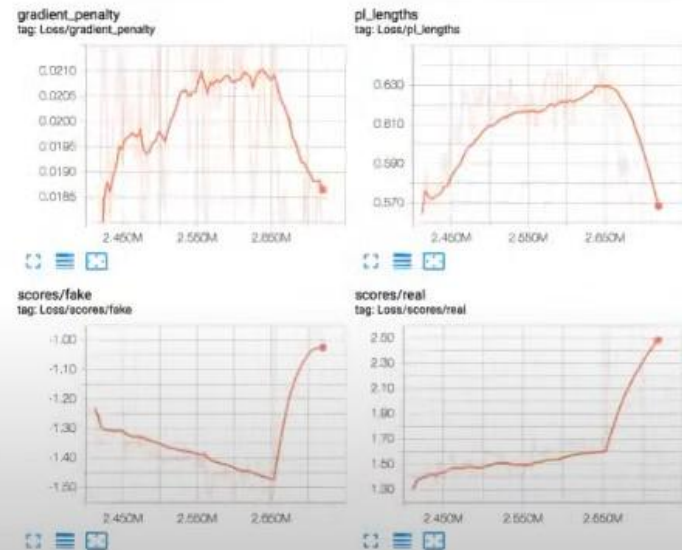 gradient_penalty
tag: Loss/gradient_penalty
0.0210
0.0205
0.0200
0.0195
0.0190
0.0185
2.450M 2.550M 2.650M
pl_lengths
tag: Loss/pl_lengths
0.630
0.610
0.590
0.570
2.450M 2.550M 2.650M
scores/fake
tag: Loss/scores/fake
-1.00
-1.10
-1.20
-1.30
-1.40
-1.50
2.450M 2.550M 2.650M
scores/real
tag: Loss/scores/real
2.50
2.30
2.10
1.90
1.70
1.50
1.30
2.450M 2.550M 2.650M